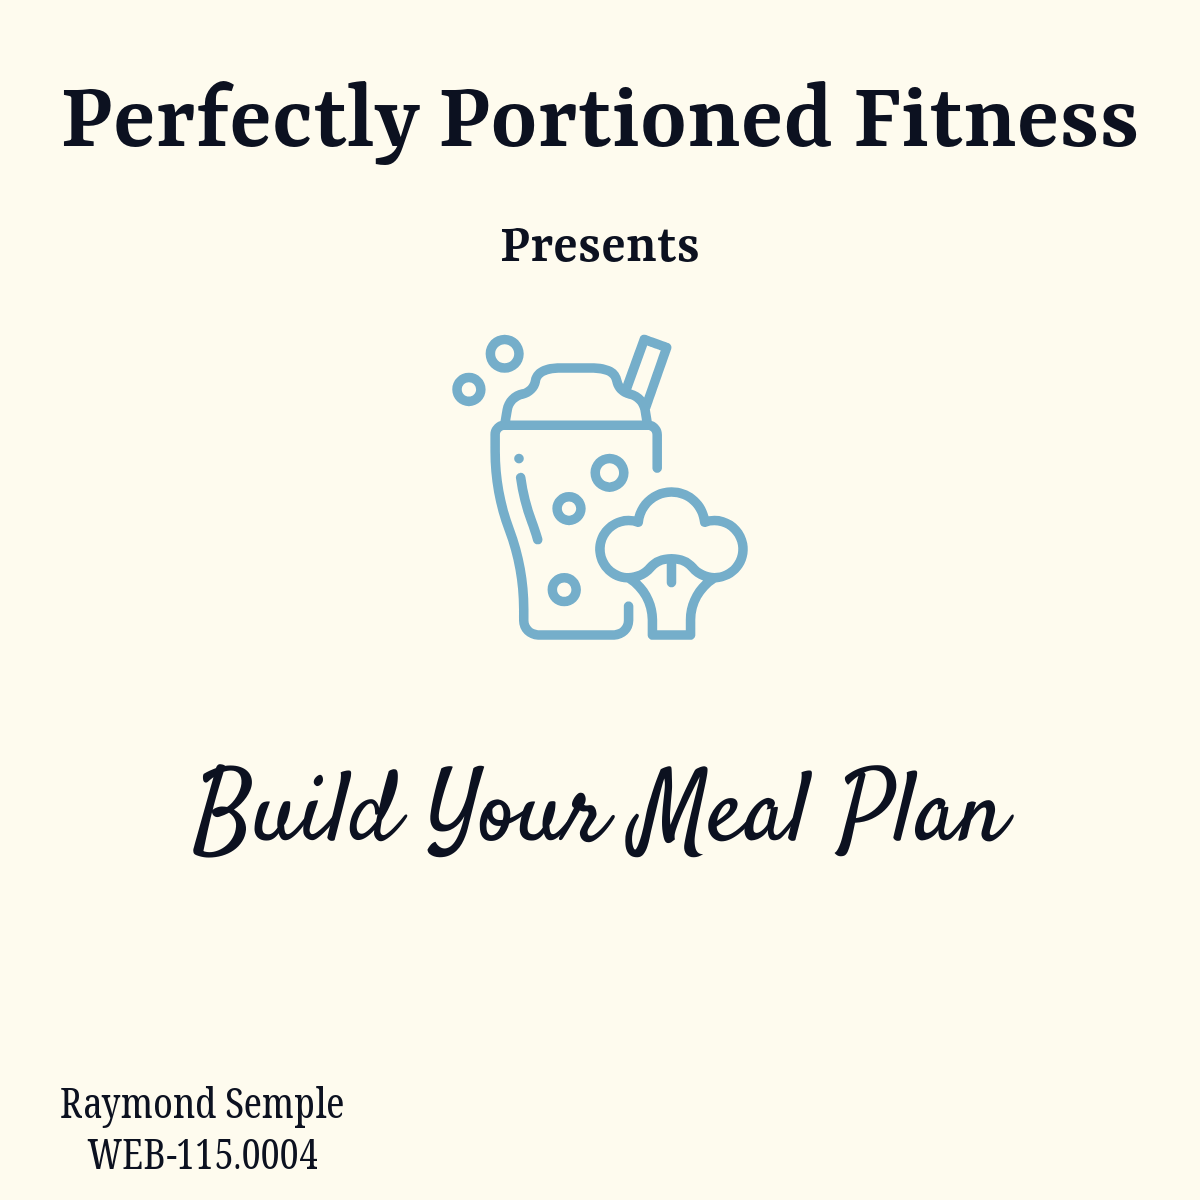 Perfectly Portioned Fitness
Presents
Build Your Meal Plan
Raymond Semple
WEB-115.0004